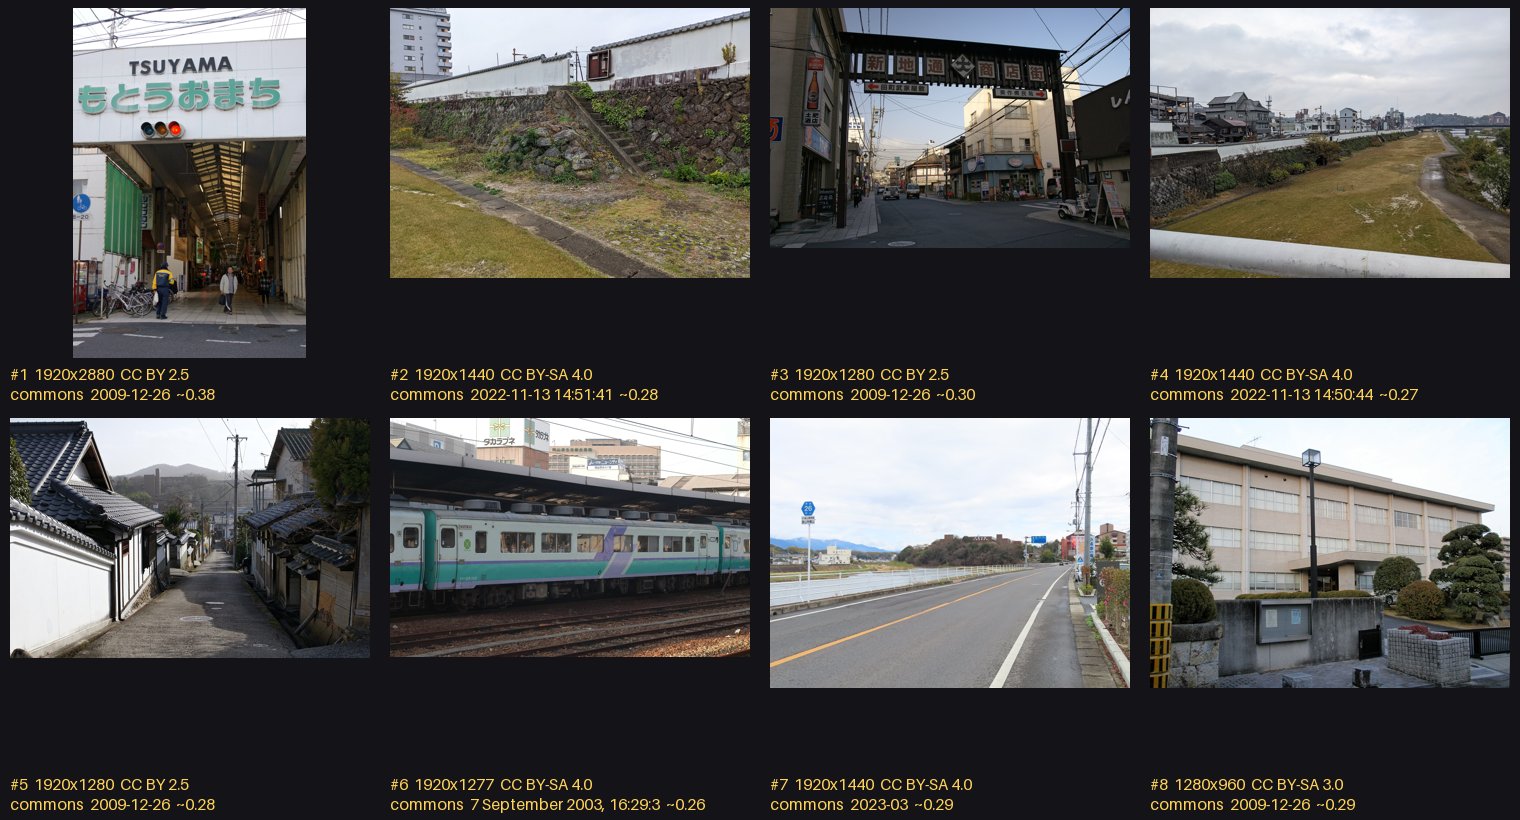 TSUYAMA
もとうおまち
#1 1920x2880 CC BY 2.5
commons 2009-12-26 ~0.38
#2 1920x1440 CC BY-SA 4.0
commons 2022-11-13 14:51:41 ~0.28
新地通商店街
#3 1920x1280 CC BY 2.5
commons 2009-12-26 ~0.30
#4 1920x1440 CC BY-SA 4.0
commons 2022-11-13 14:50:44 ~0.27
#5 1920x1280 CC BY 2.5
commons 2009-12-26 ~0.28
タカラブネ
#6 1920x1277 CC BY-SA 4.0
commons 7 September 2003, 16:29:3 ~0.26
26
#7 1920x1440 CC BY-SA 4.0
commons 2023-03 ~0.29
#8 1280x960 CC BY-SA 3.0
commons 2009-12-26 ~0.29